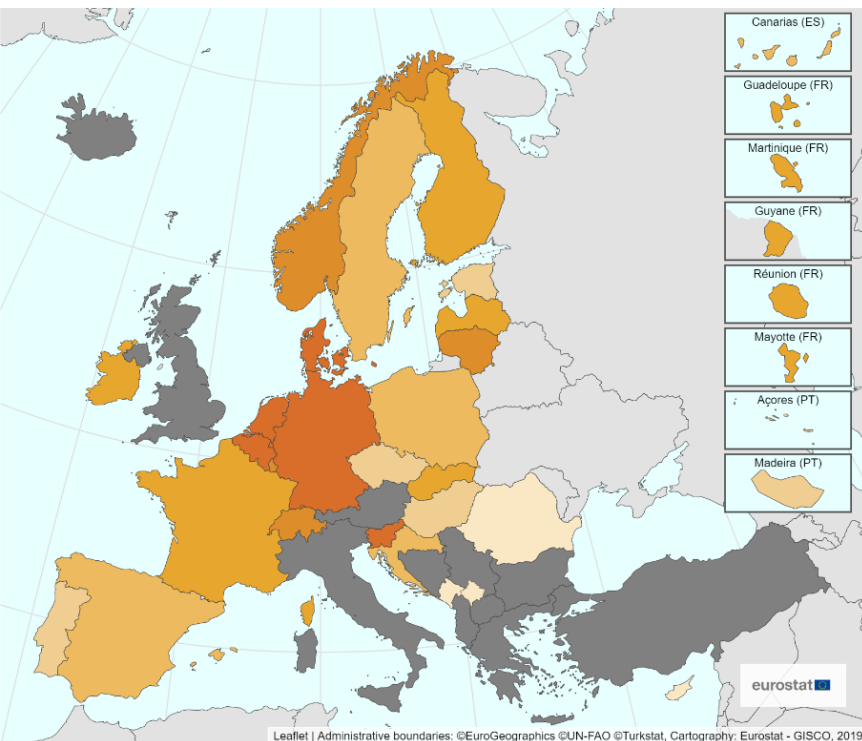 Canarias (ES)
Guadeloupe (FR)
Martinique (FR)
Guyane (FR)
Réunion (FR)
Mayotte (FR)
Açores (PT)
Madeira (PT)
eurostat
Leaflet | Administrative boundaries: ©EuroGeographics ©UN-FAO ©Turkstat, Cartography: Eurostat - GISCO, 2019